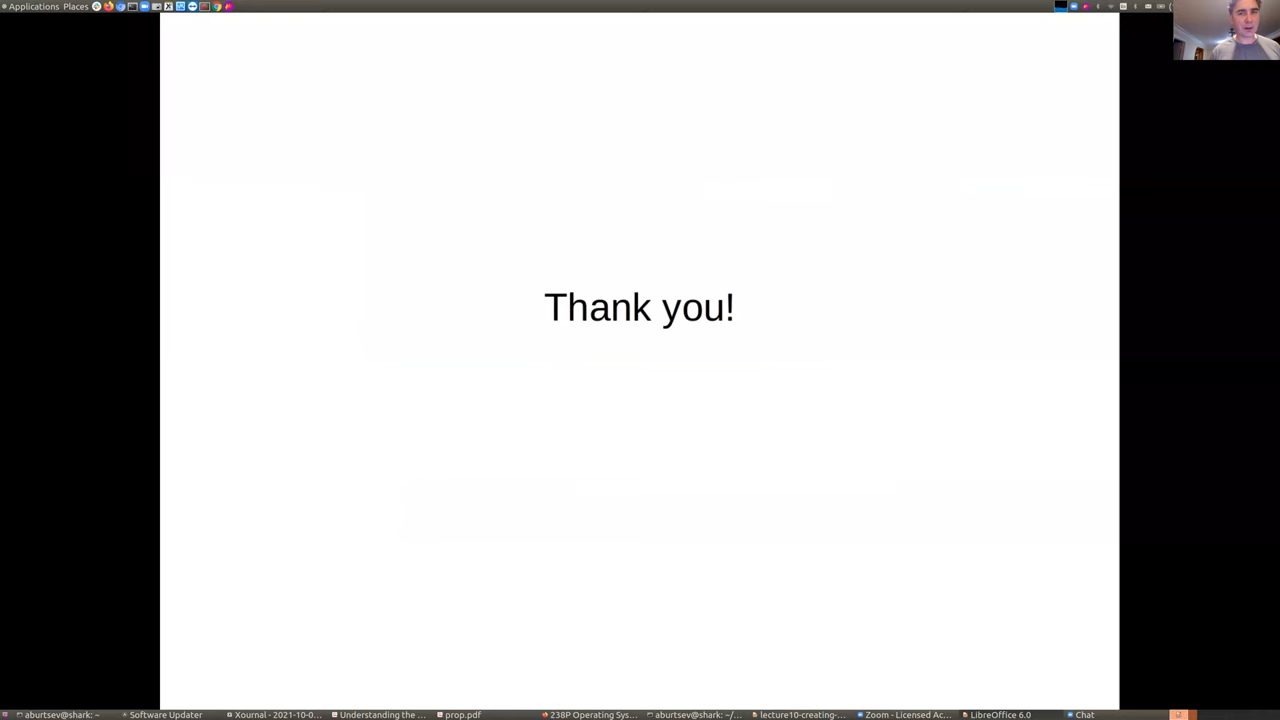 Applications Places
Thank you!
aburtsev@shark: ~
Software Updater
Xournal - 2021-10-0...
Understanding the ...
prop.pdf
238P Operating Sys...
aburtsev@shark: ~/...
lecture10-creating-...
Zoom - Licensed Ac...
LibreOffice 6.0
Chat